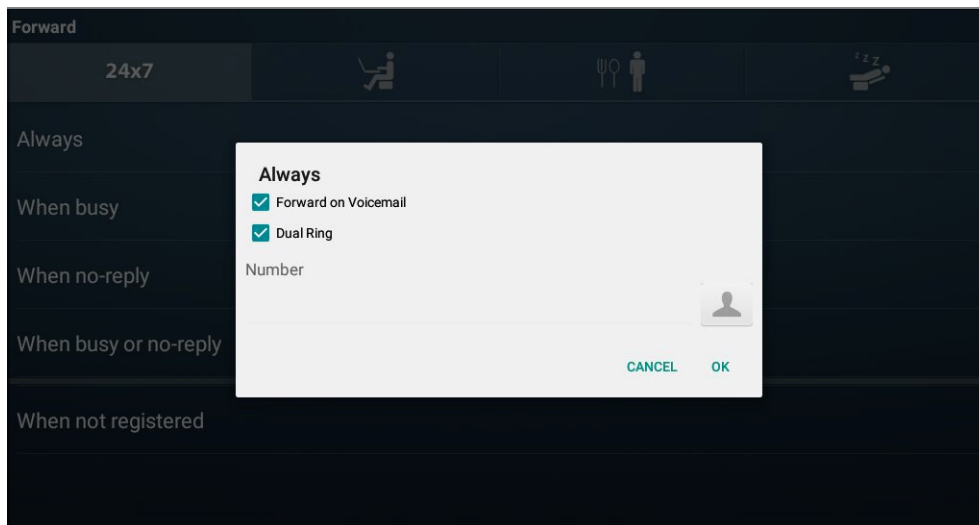 Forward
24x7
z z z
Always
When busy
When no-reply
When busy or no-reply
When not registered
Always
Forward on Voicemail
Dual Ring
Number
CANCEL OK